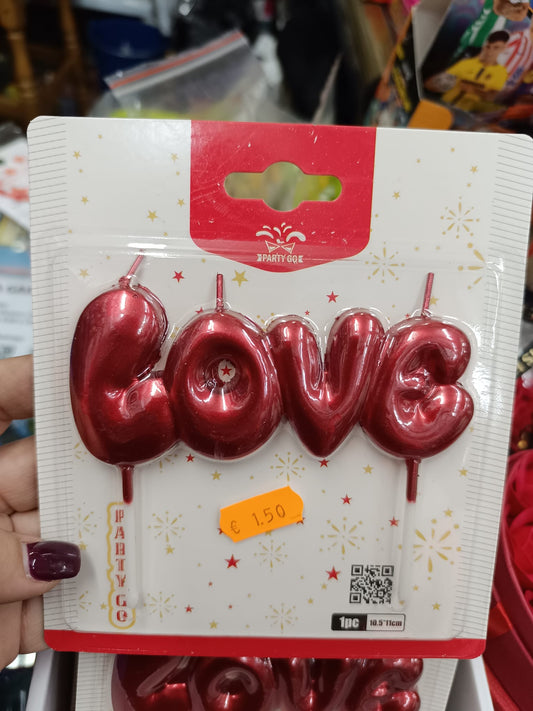 PARTY GO
LOVE
€ 1.50
PARTY GO
1pc 10.5*11cm